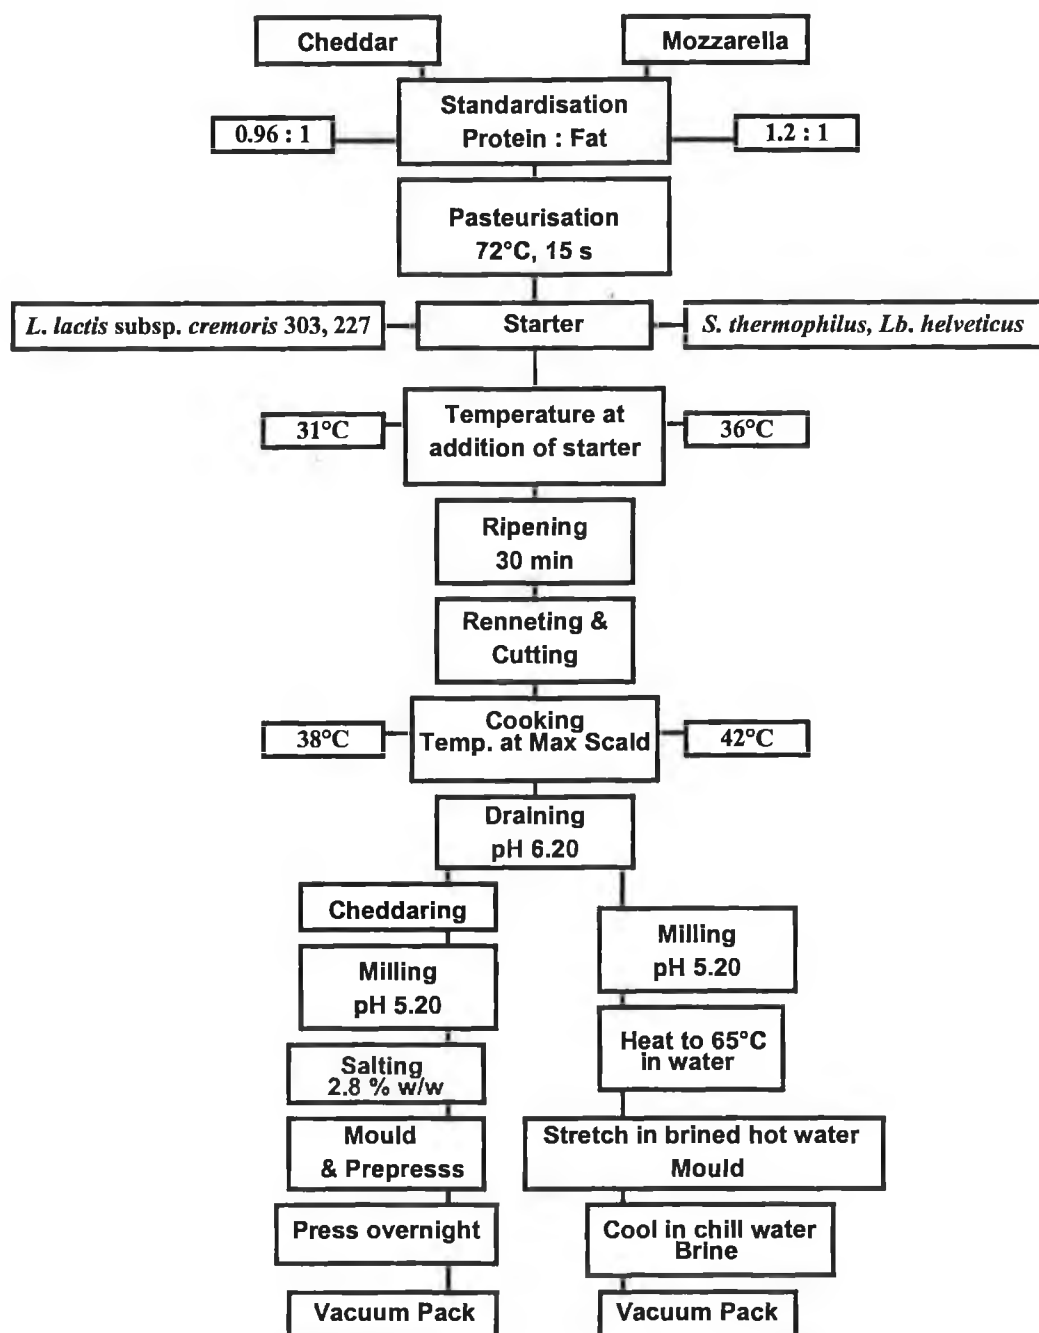 Cheddar
Mozzarella
Standardisation
Protein : Fat
0.96 : 1
1.2 : 1
Pasteurisation
72°C, 15 s
L. lactis subsp. cremoris 303, 227
Starter
S. thermophilus, Lb. helveticus
Temperature at
addition of starter
31°C
36°C
Ripening
30 min
Renneting &
Cutting
Cooking
Temp. at Max Scald
38°C
42°C
Draining
pH 6.20
Cheddaring
Milling
pH 5.20
Salting
2.8 % w/w
Mould
& Prepresss
Press overnight
Vacuum Pack
Milling
pH 5.20
Heat to 65°C
in water
Stretch in brined hot water
Mould
Cool in chill water
Brine
Vacuum Pack